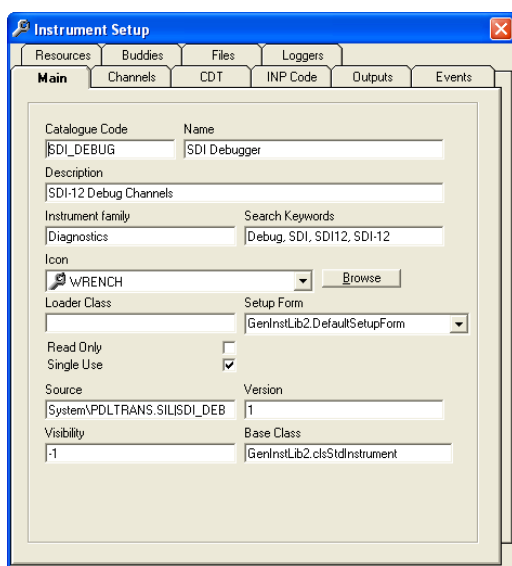 Instrument Setup
Resources Buddies Files Loggers
Main Channels CDT INP Code Outputs Events
Catalogue Code Name
SDI_DEBUG SDI Debugger
Description
SDI-12 Debug Channels
Instrument family Search Keywords
Diagnostics Debug, SDI, SDI12, SDI-12
Icon
WRENCH Browse
Loader Class Setup Form
GenInstLib2.DefaultSetupForm
Read Only
Single Use
Source Version
System\PDLTRANS.SIL|SDI_DEB 1
Visibility Base Class
-1 GenInstLib2.clsStdInstrument